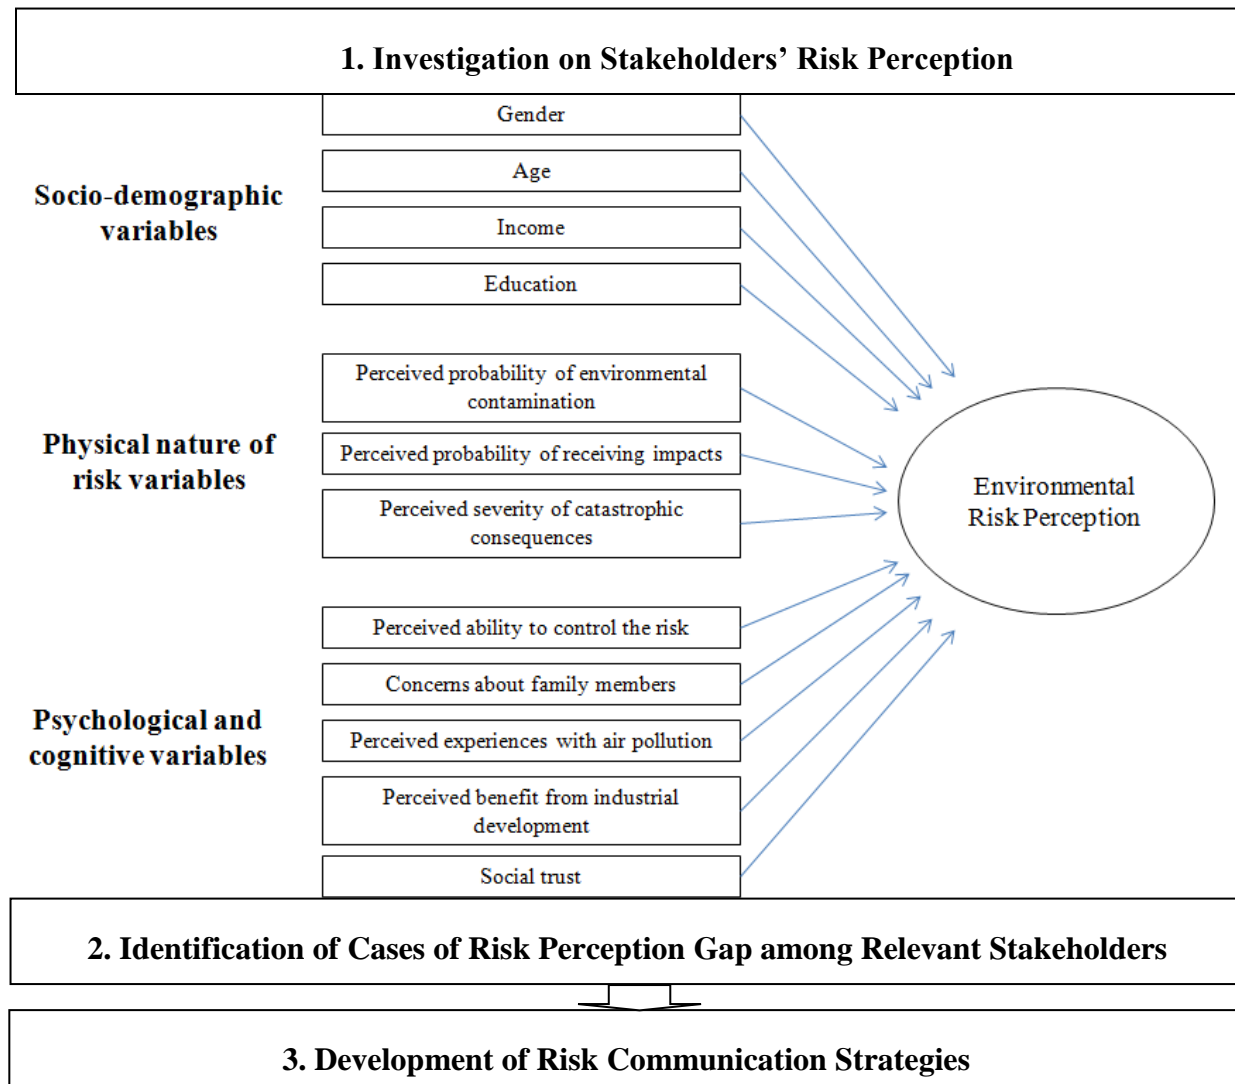 1. Investigation on Stakeholders’ Risk Perception
Gender
Socio-demographic
variables
Age
Income
Education
Physical nature of
risk variables
Perceived probability of environmental
contamination
Perceived probability of receiving impacts
Perceived severity of catastrophic
consequences
Environmental
Risk Perception
Psychological and
cognitive variables
Perceived ability to control the risk
Concerns about family members
Perceived experiences with air pollution
Perceived benefit from industrial
development
Social trust
2. Identification of Cases of Risk Perception Gap among Relevant Stakeholders
3. Development of Risk Communication Strategies